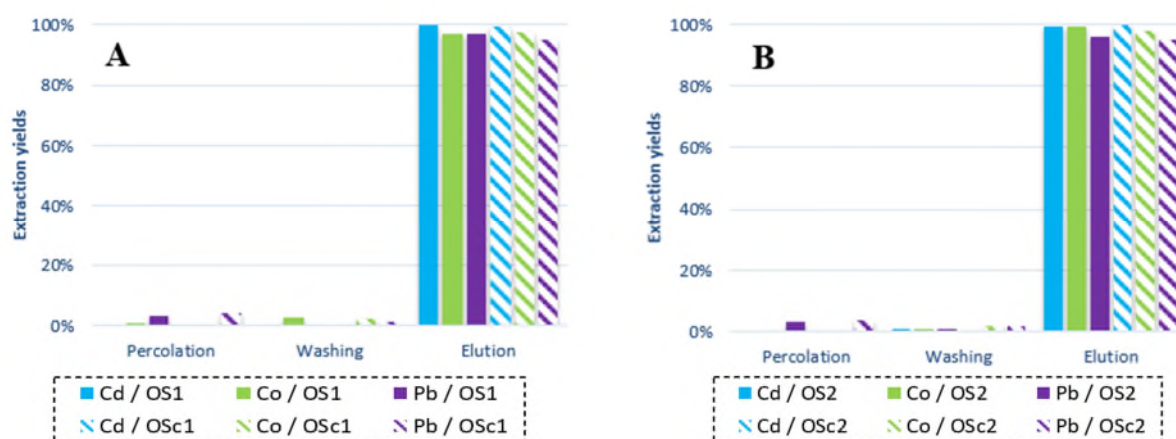 A
Extraction yields
100%
80%
60%
40%
20%
0%
Percolation Washing Elution
Cd / OS1 Co / OS1 Pb / OS1
Cd / OSc1 Co / OSc1 Pb / OSc1
B
Extraction yields
100%
80%
60%
40%
20%
0%
Percolation Washing Elution
Cd / OS2 Co / OS2 Pb / OS2
Cd / OSc2 Co / OSc2 Pb / OSc2